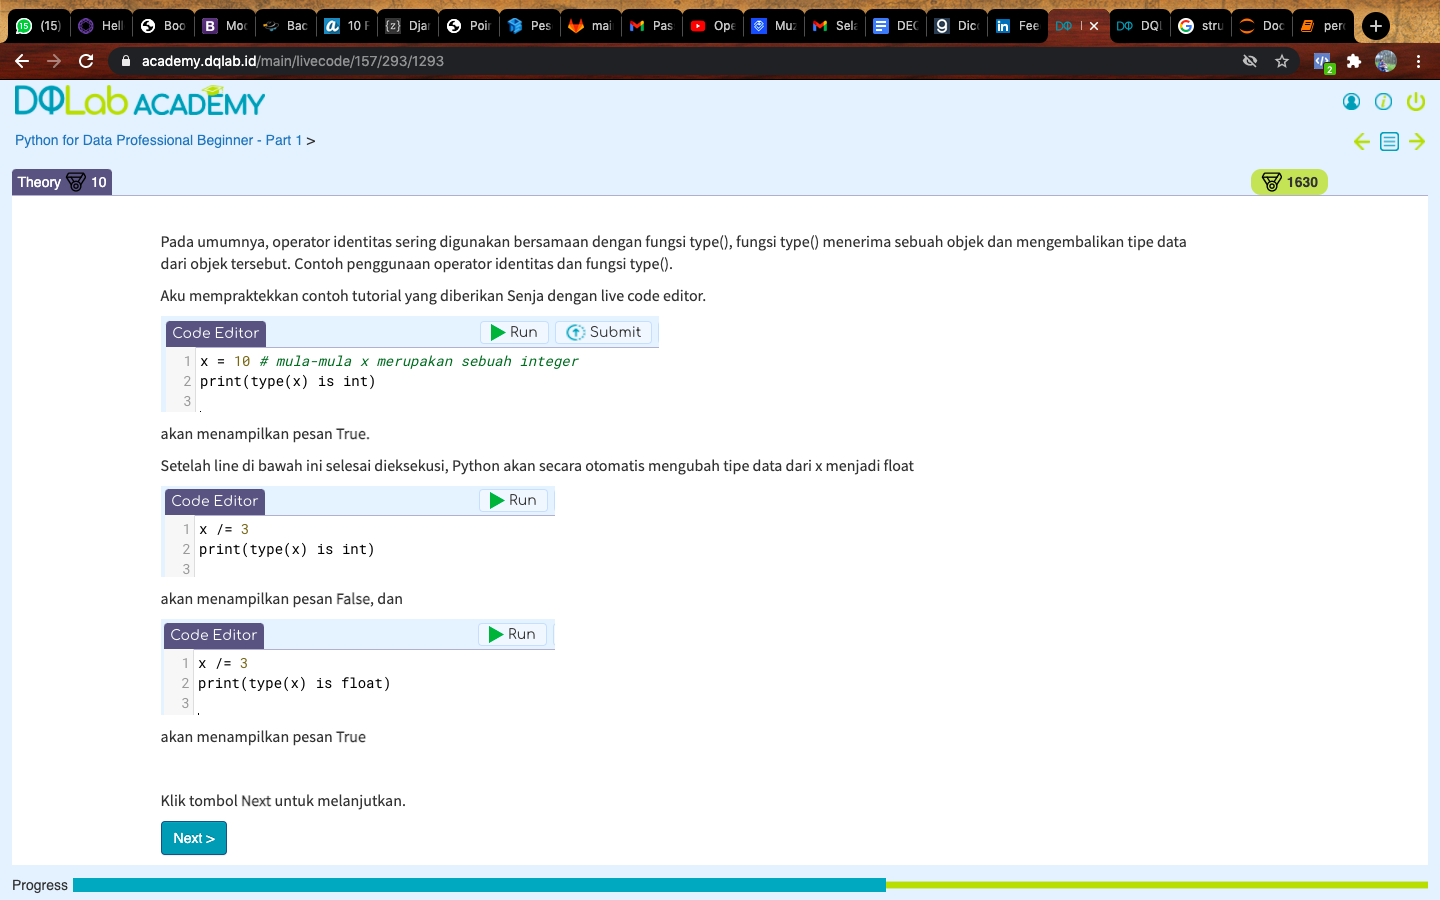 (15)
Hell
Boo
Mod
Bac
10 F
Djar
Poir
Pes
mai
Pas
Ope
Muz
Sela
DEC
Dicc
Fee
DQL
stru
Doc
per
academy.dqlab.id/main/livecode/157/293/1293
DQLab ACADEMY
Python for Data Professional Beginner - Part 1 >
Theory 10
1630
Pada umumnya, operator identitas sering digunakan bersamaan dengan fungsi type(), fungsi type() menerima sebuah objek dan mengembalikan tipe data
dari objek tersebut. Contoh penggunaan operator identitas dan fungsi type().
Aku mempraktekkan contoh tutorial yang diberikan Senja dengan live code editor.
Code Editor Run Submit
1 x = 10 # mula-mula x merupakan sebuah integer
2 print(type(x) is int)
3
akan menampilkan pesan True.
Setelah line di bawah ini selesai dieksekusi, Python akan secara otomatis mengubah tipe data dari x menjadi float
Code Editor Run
1 x /= 3
2 print(type(x) is int)
3
akan menampilkan pesan False, dan
Code Editor Run
1 x /= 3
2 print(type(x) is float)
3
akan menampilkan pesan True
Klik tombol Next untuk melanjutkan.
Next >
Progress